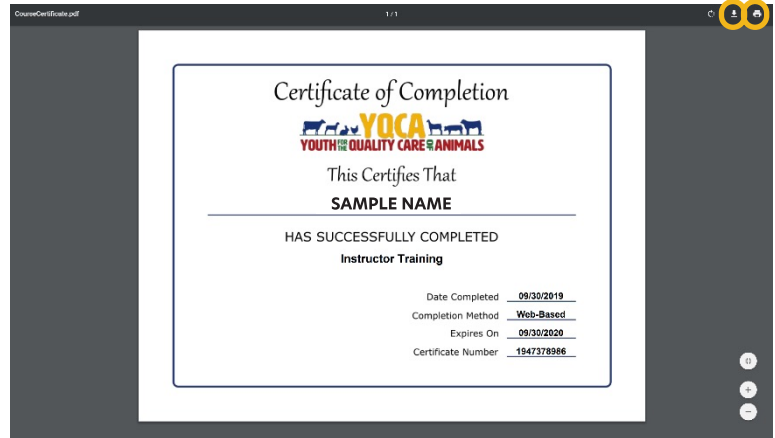 CourseCertificate.pdf
1 / 1
Certificate of Completion
YQCA
YOUTH FOR THE QUALITY CARE OF ANIMALS
This Certifies That
SAMPLE NAME
HAS SUCCESSFULLY COMPLETED
Instructor Training
Date Completed 09/30/2019
Completion Method Web-Based
Expires On 09/30/2020
Certificate Number 1947378986